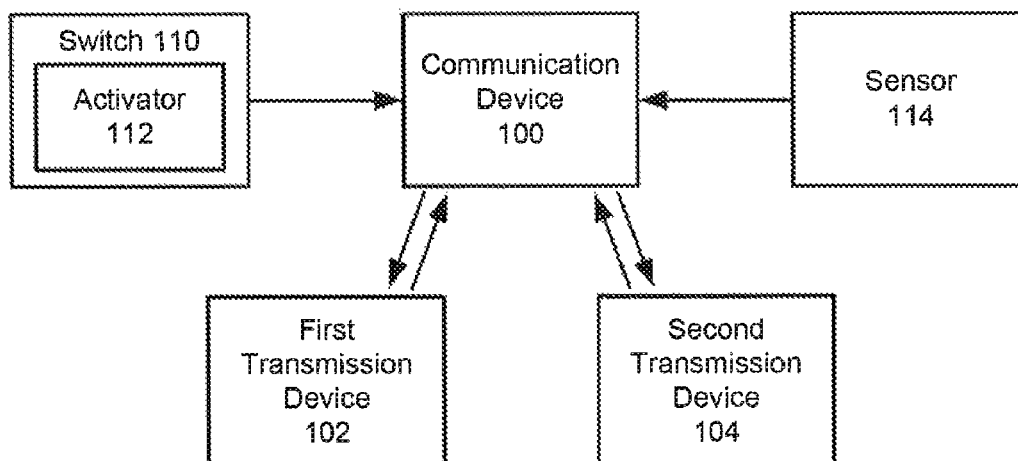 Switch 110
Activator
112
Communication
Device
100
Sensor
114
First
Transmission
Device
102
Second
Transmission
Device
104